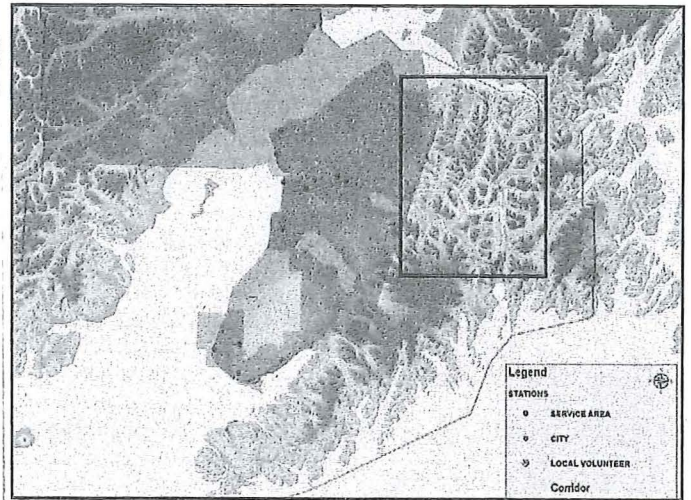 Legend
STATIONS
SERVICE AREA
CITY
LOCAL VOLUNTEER
Corridor